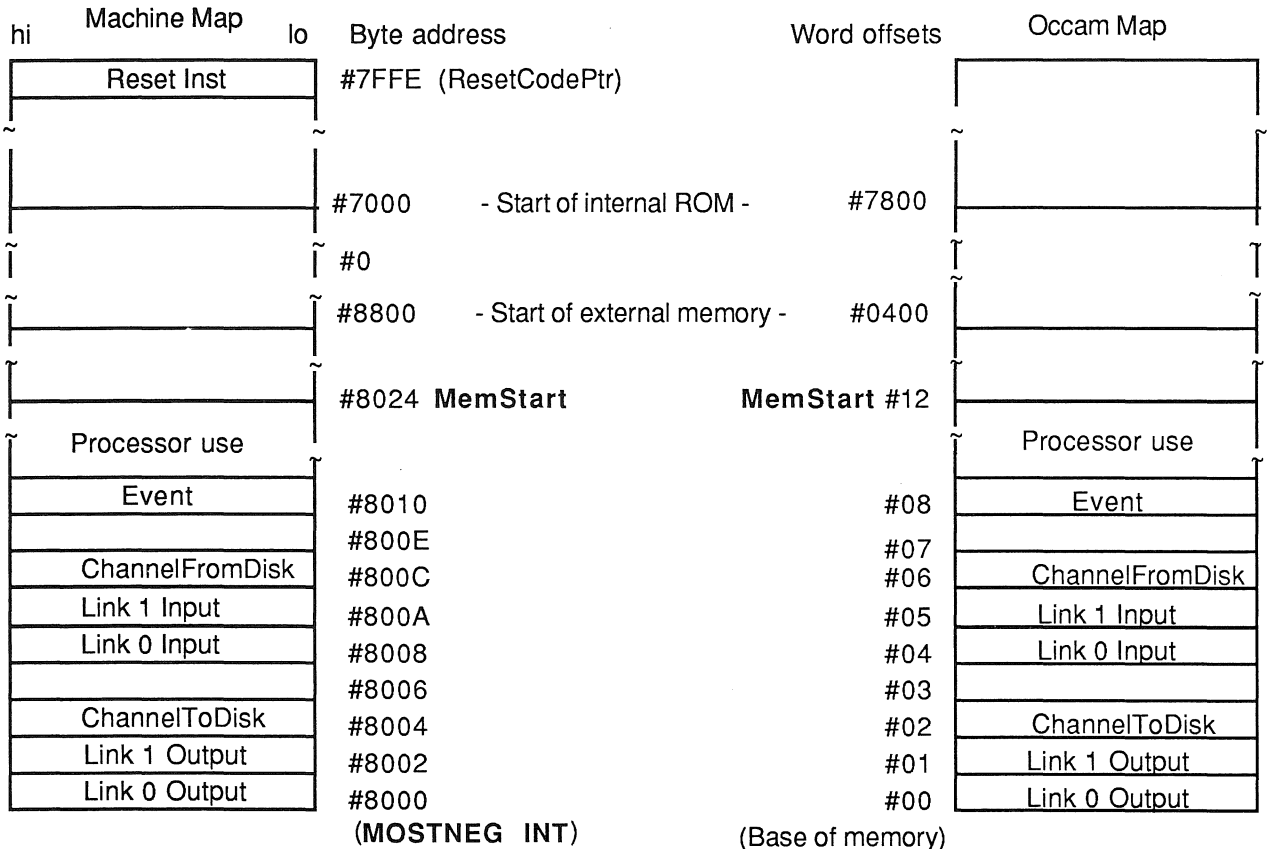 Machine Map
hi lo Byte address Word offsets Occam Map
Reset Inst #7FFE (ResetCodePtr)
#7000 - Start of internal ROM - #7800
#0
#8800 - Start of external memory - #0400
#8024 MemStart MemStart #12
Processor use Processor use
Event #8010 #08 Event
#800E #07
ChannelFromDisk #800C #06 ChannelFromDisk
Link 1 Input #800A #05 Link 1 Input
Link 0 Input #8008 #04 Link 0 Input
#8006 #03
ChannelToDisk #8004 #02 ChannelToDisk
Link 1 Output #8002 #01 Link 1 Output
Link 0 Output #8000 #00 Link 0 Output
(MOSTNEG INT) (Base of memory)